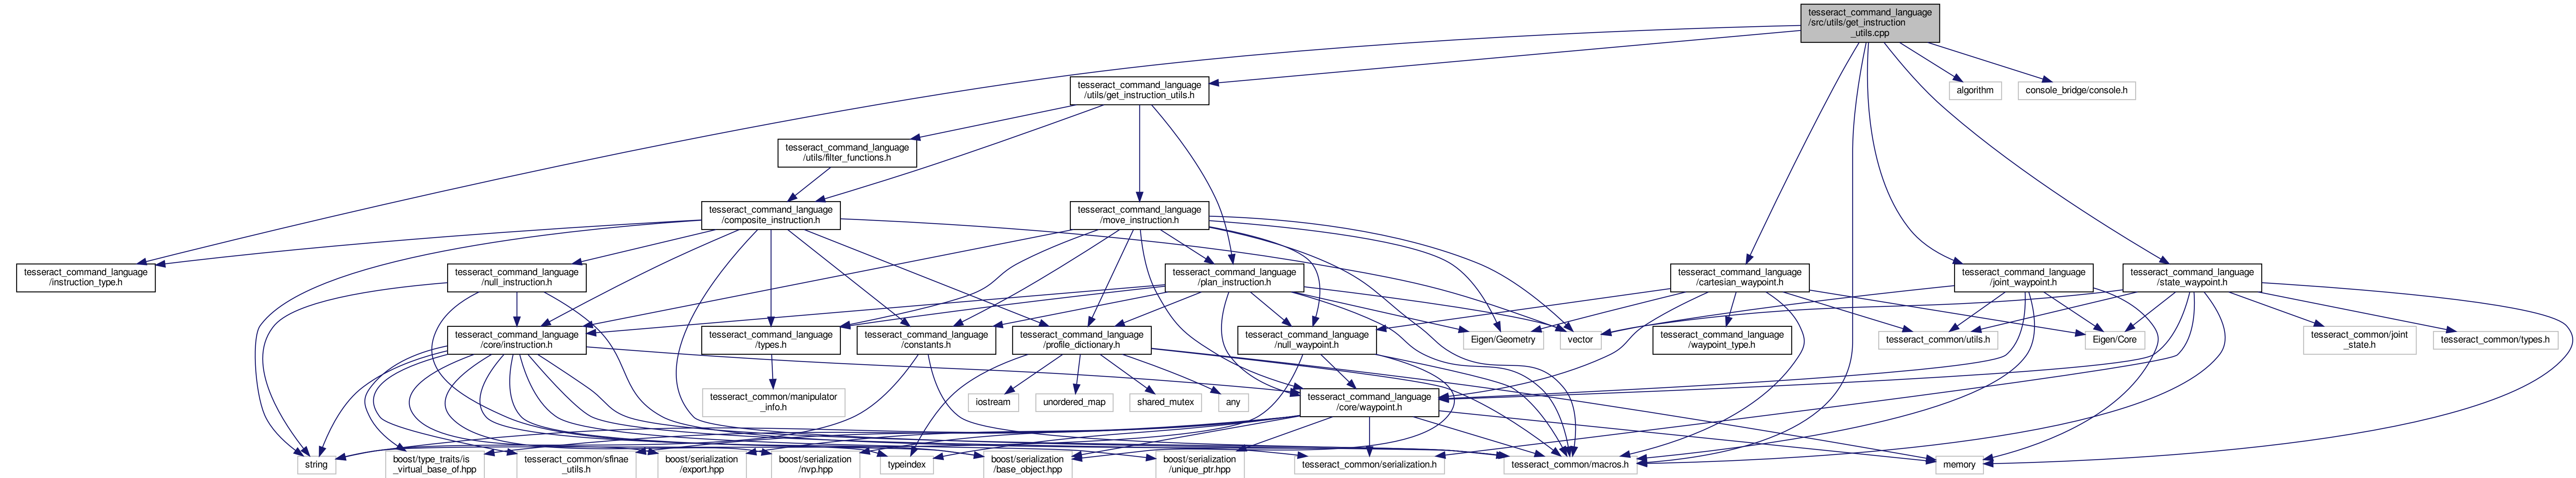 tesseract_command_language
/src/utils/get_instruction
_utils.cpp
tesseract_command_language
/utils/get_instruction_utils.h
algorithm
console_bridge/console.h
tesseract_command_language
/utils/filter_functions.h
tesseract_command_language
/composite_instruction.h
tesseract_command_language
/move_instruction.h
tesseract_command_language
/instruction_type.h
tesseract_command_language
/null_instruction.h
tesseract_command_language
/plan_instruction.h
tesseract_command_language
/cartesian_waypoint.h
tesseract_command_language
/joint_waypoint.h
tesseract_command_language
/state_waypoint.h
tesseract_command_language
/core/instruction.h
tesseract_command_language
/types.h
tesseract_command_language
/constants.h
tesseract_command_language
/profile_dictionary.h
tesseract_command_language
/null_waypoint.h
Eigen/Geometry
vector
tesseract_command_language
/waypoint_type.h
tesseract_common/utils.h
Eigen/Core
tesseract_common/joint
_state.h
tesseract_common/types.h
tesseract_common/manipulator
_info.h
iostream
unordered_map
shared_mutex
any
tesseract_command_language
/core/waypoint.h
string
boost/type_traits/is
_virtual_base_of.hpp
tesseract_common/sfinae
_utils.h
boost/serialization
/export.hpp
boost/serialization
/nvp.hpp
typeindex
boost/serialization
/base_object.hpp
boost/serialization
/unique_ptr.hpp
tesseract_common/serialization.h
tesseract_common/macros.h
memory